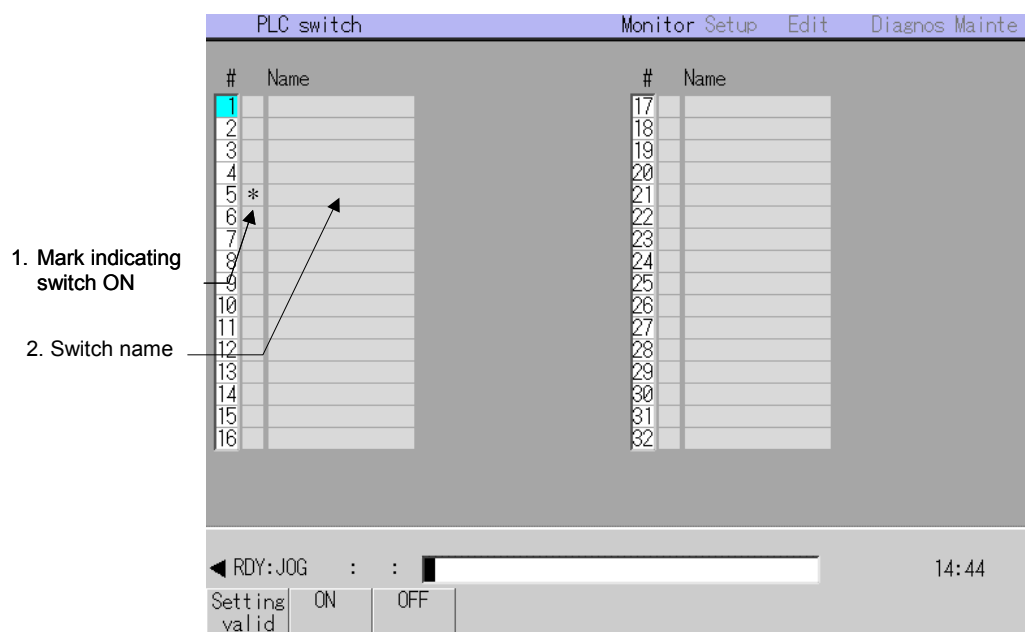 PLC switch Monitor Setup Edit Diagnos Mainte
# Name # Name
1 17
2 18
3 19
4 20
5 * 21
6 22
7 23
1. Mark indicating 8 24
switch ON 9 25
10 26
11 27
2. Switch name 12 28
13 29
14 30
15 31
16 32
RDY:JOG : : 14:44
Setting ON OFF
valid